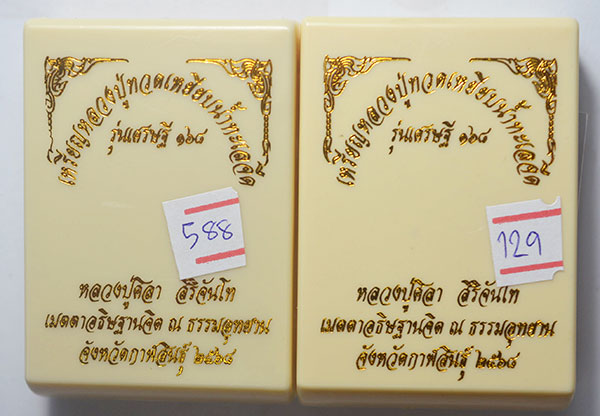 เหรียญหลวงปู่ทวดเหยียบน้ำทะเลจืด
รุ่นเศรษฐี ๑๖๘
588
หลวงปู่ศิลา สิริจันโท
เมตตาอธิษฐานจิต ณ ธรรมอุทยาน
จังหวัดกาฬสินธุ์ ๒๕๖๘
เหรียญหลวงปู่ทวดเหยียบน้ำทะเลจืด
รุ่นเศรษฐี ๑๖๘
129
หลวงปู่ศิลา สิริจันโท
เมตตาอธิษฐานจิต ณ ธรรมอุทยาน
จังหวัดกาฬสินธุ์ ๒๕๖๘